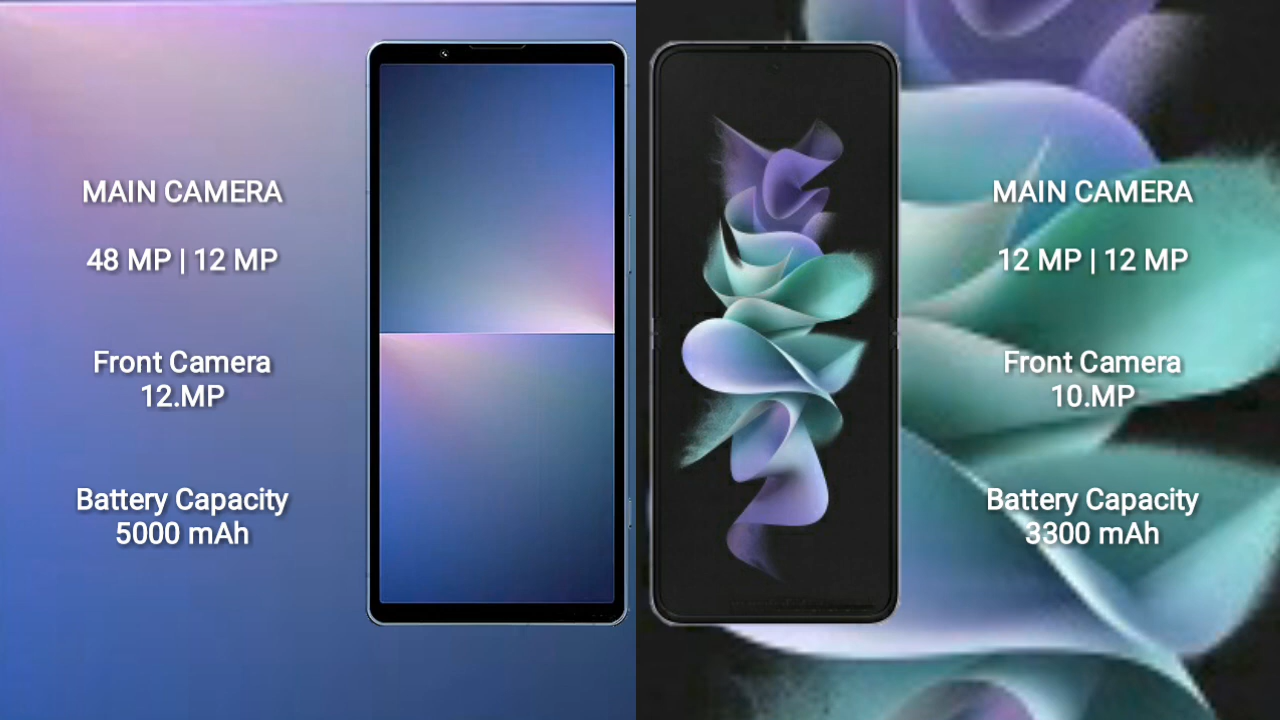 MAIN CAMERA
48 MP | 12 MP
Front Camera
12.MP
Battery Capacity
5000 mAh
MAIN CAMERA
12 MP | 12 MP
Front Camera
10.MP
Battery Capacity
3300 mAh